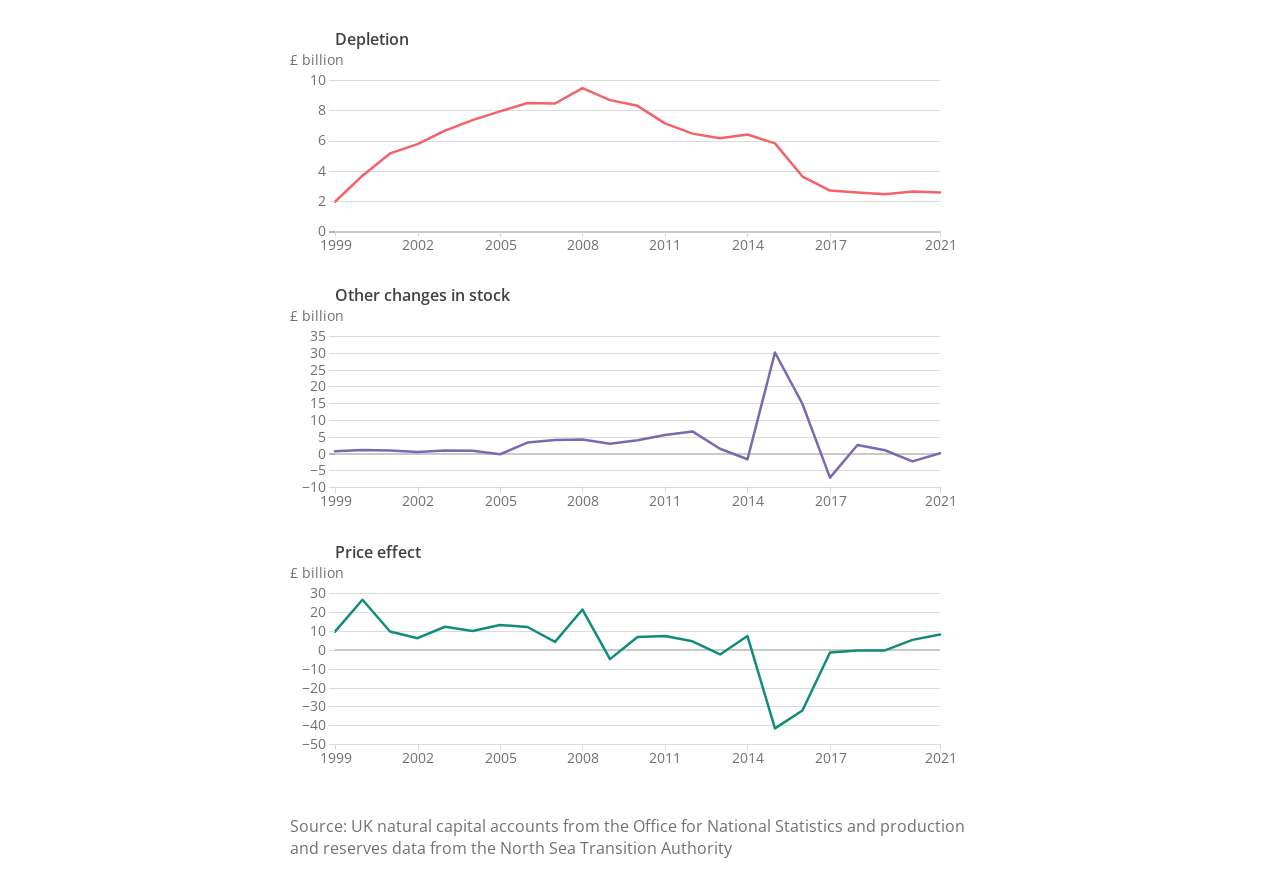 Depletion
£ billion
10
8
6
4
2
0
1999 2002 2005 2008 2011 2014 2017 2021
Other changes in stock
£ billion
35
30
25
20
15
10
5
0
−5
−10
1999 2002 2005 2008 2011 2014 2017 2021
Price effect
£ billion
30
20
10
0
−10
−20
−30
−40
−50
1999 2002 2005 2008 2011 2014 2017 2021
Source: UK natural capital accounts from the Office for National Statistics and production
and reserves data from the North Sea Transition Authority